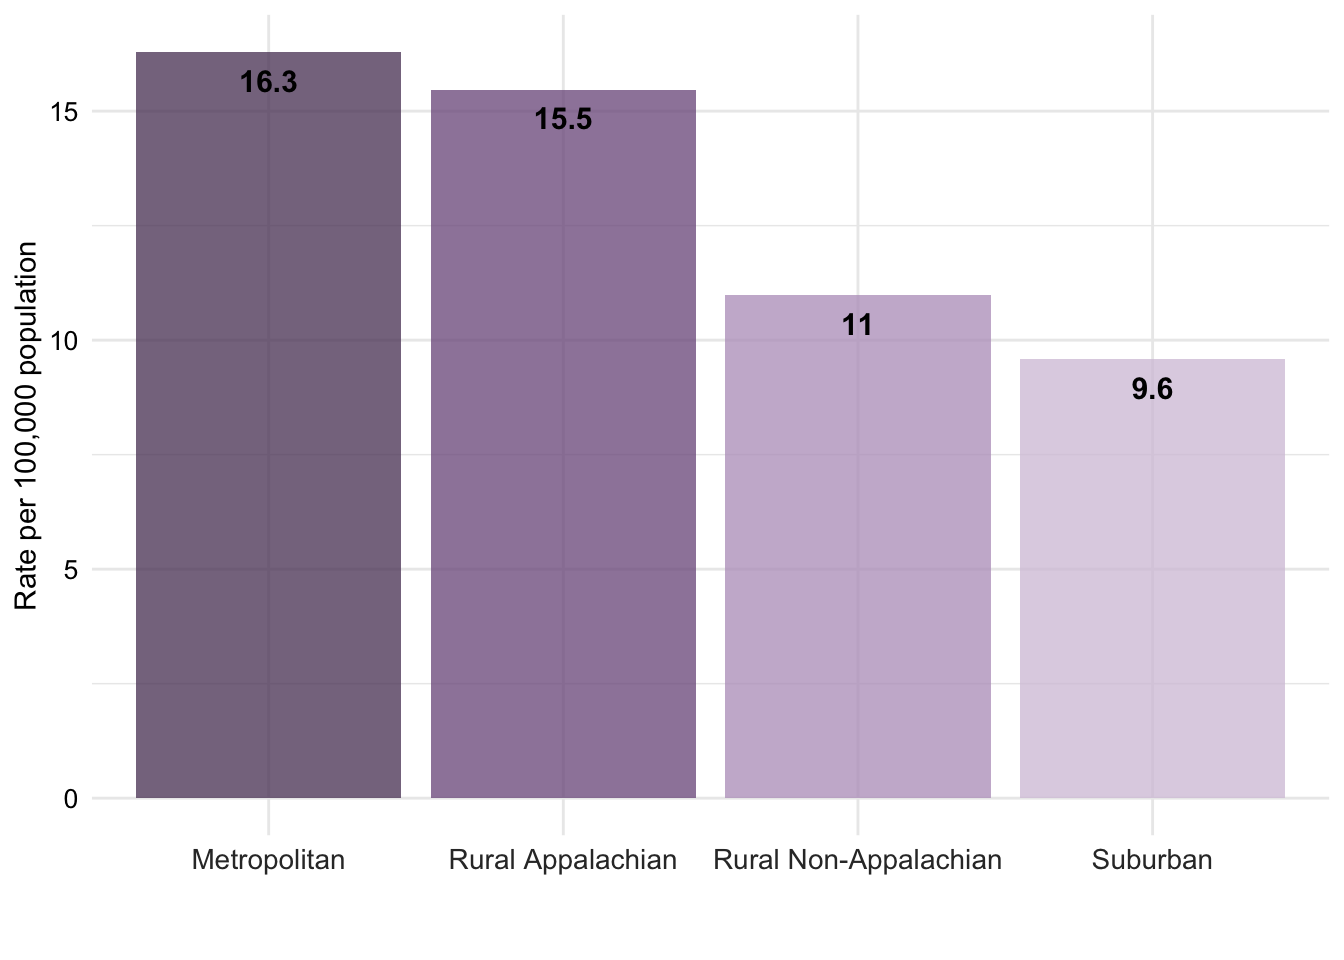 Rate per 100,000 population
15
10
5
0
16.3
15.5
11
9.6
Metropolitan
Rural Appalachian
Rural Non-Appalachian
Suburban